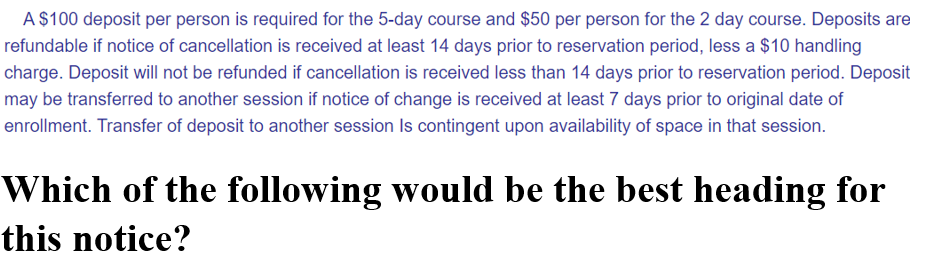 A $100 deposit per person is required for the 5-day course and $50 per person for the 2 day course. Deposits are
refundable if notice of cancellation is received at least 14 days prior to reservation period, less a $10 handling
charge. Deposit will not be refunded if cancellation is received less than 14 days prior to reservation period. Deposit
may be transferred to another session if notice of change is received at least 7 days prior to original date of
enrollment. Transfer of deposit to another session Is contingent upon availability of space in that session.
Which of the following would be the best heading for
this notice?